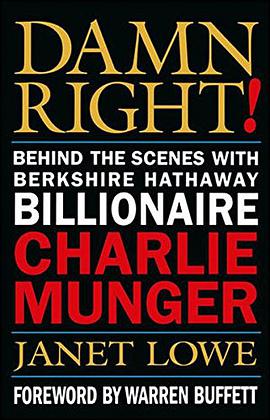 DAMN
RIGHT!
BEHIND THE SCENES WITH
BERKSHIRE HATHAWAY
BILLIONAIRE
CHARLIE
MUNGER
JANET LOWE
FOREWORD BY WARREN BUFFETT